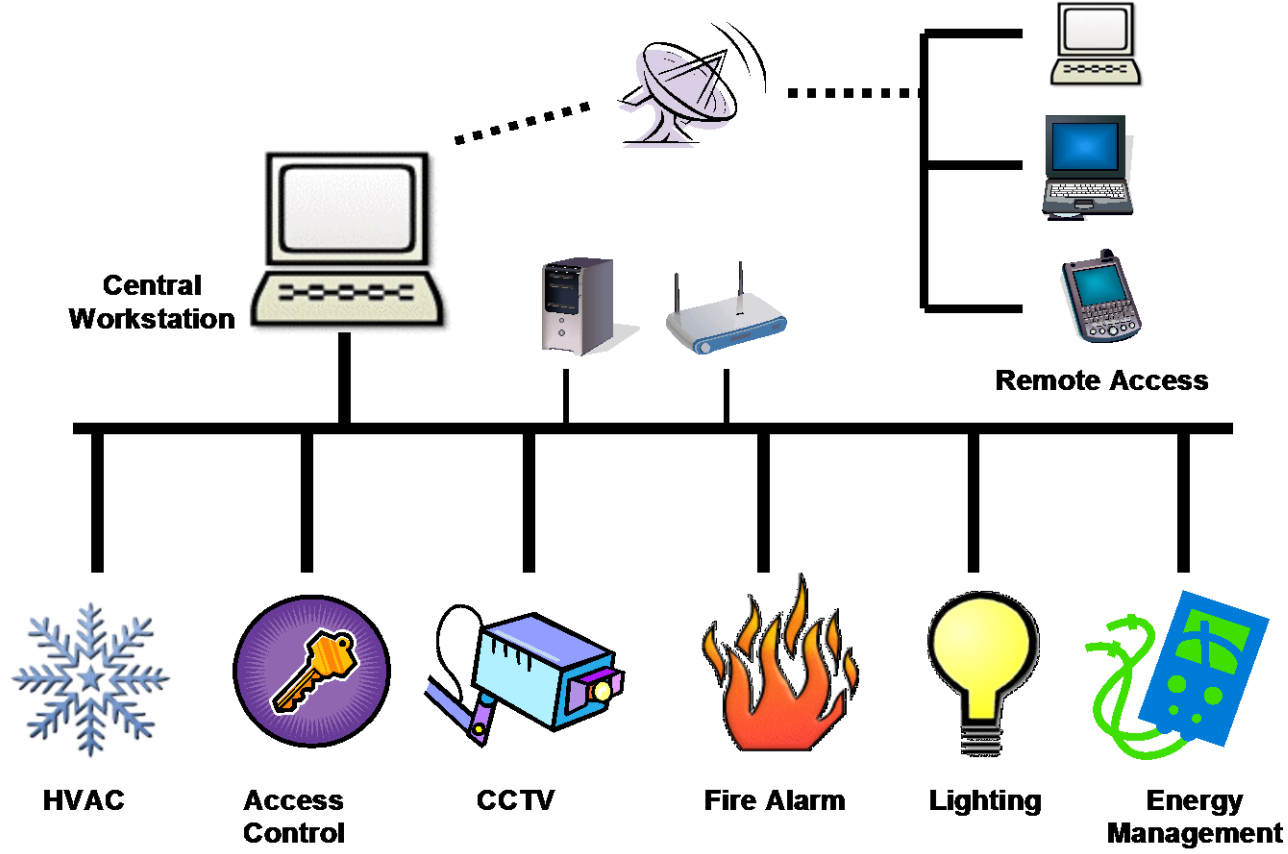 Central
Workstation
Remote Access
HVAC
Access
Control
CCTV
Fire Alarm
Lighting
Energy
Management